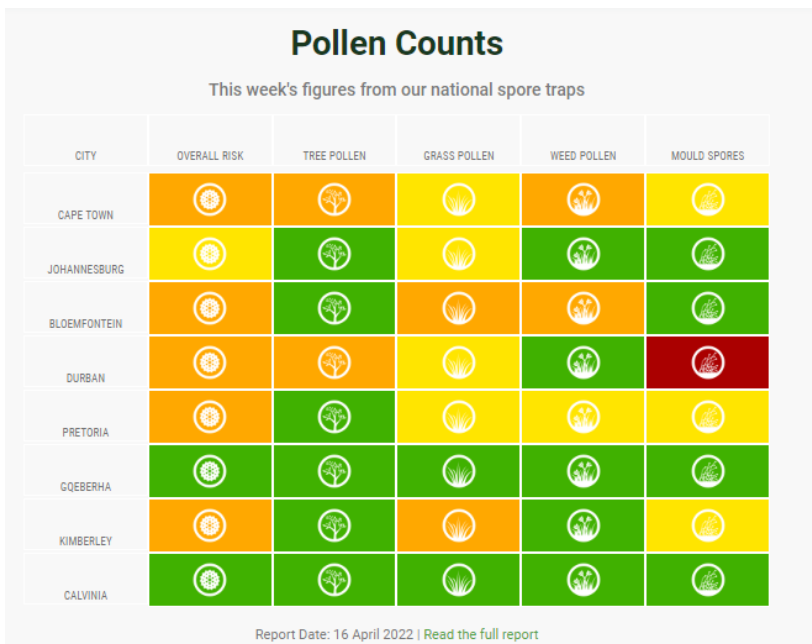 Pollen Counts
This week's figures from our national spore traps
CITY OVERALL RISK TREE POLLEN GRASS POLLEN WEED POLLEN MOULD SPORES
CAPE TOWN
JOHANNESBURG
BLOEMFONTEIN
DURBAN
PRETORIA
GQEBERHA
KIMBERLEY
CALVINIA
Report Date: 16 April 2022 | Read the full report